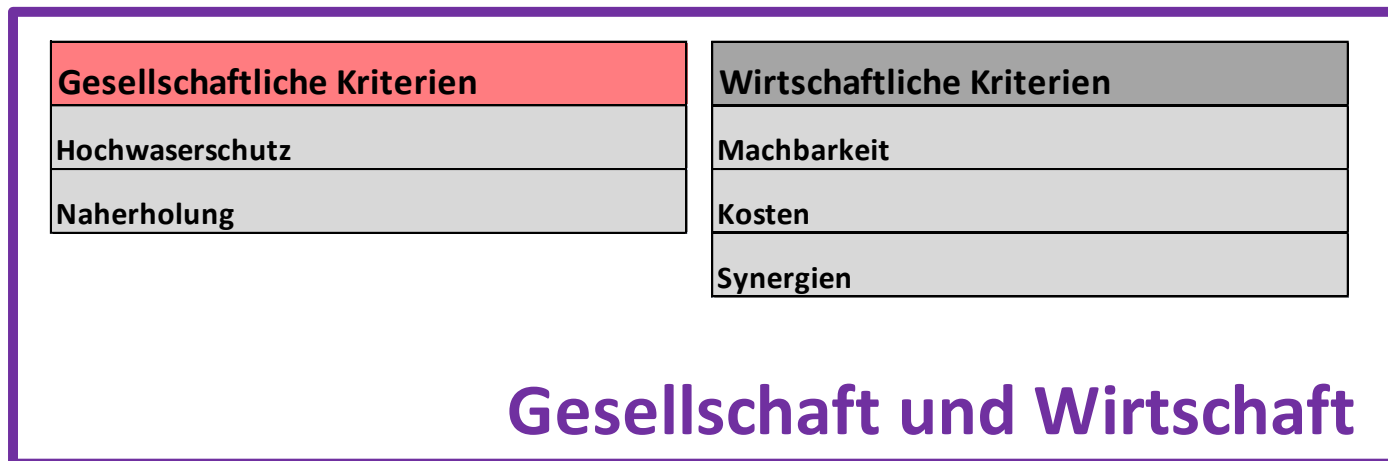 Gesellschaftliche Kriterien
Hochwaserschutz
Naherholung
Wirtschaftliche Kriterien
Machbarkeit
Kosten
Synergien
Gesellschaft und Wirtschaft